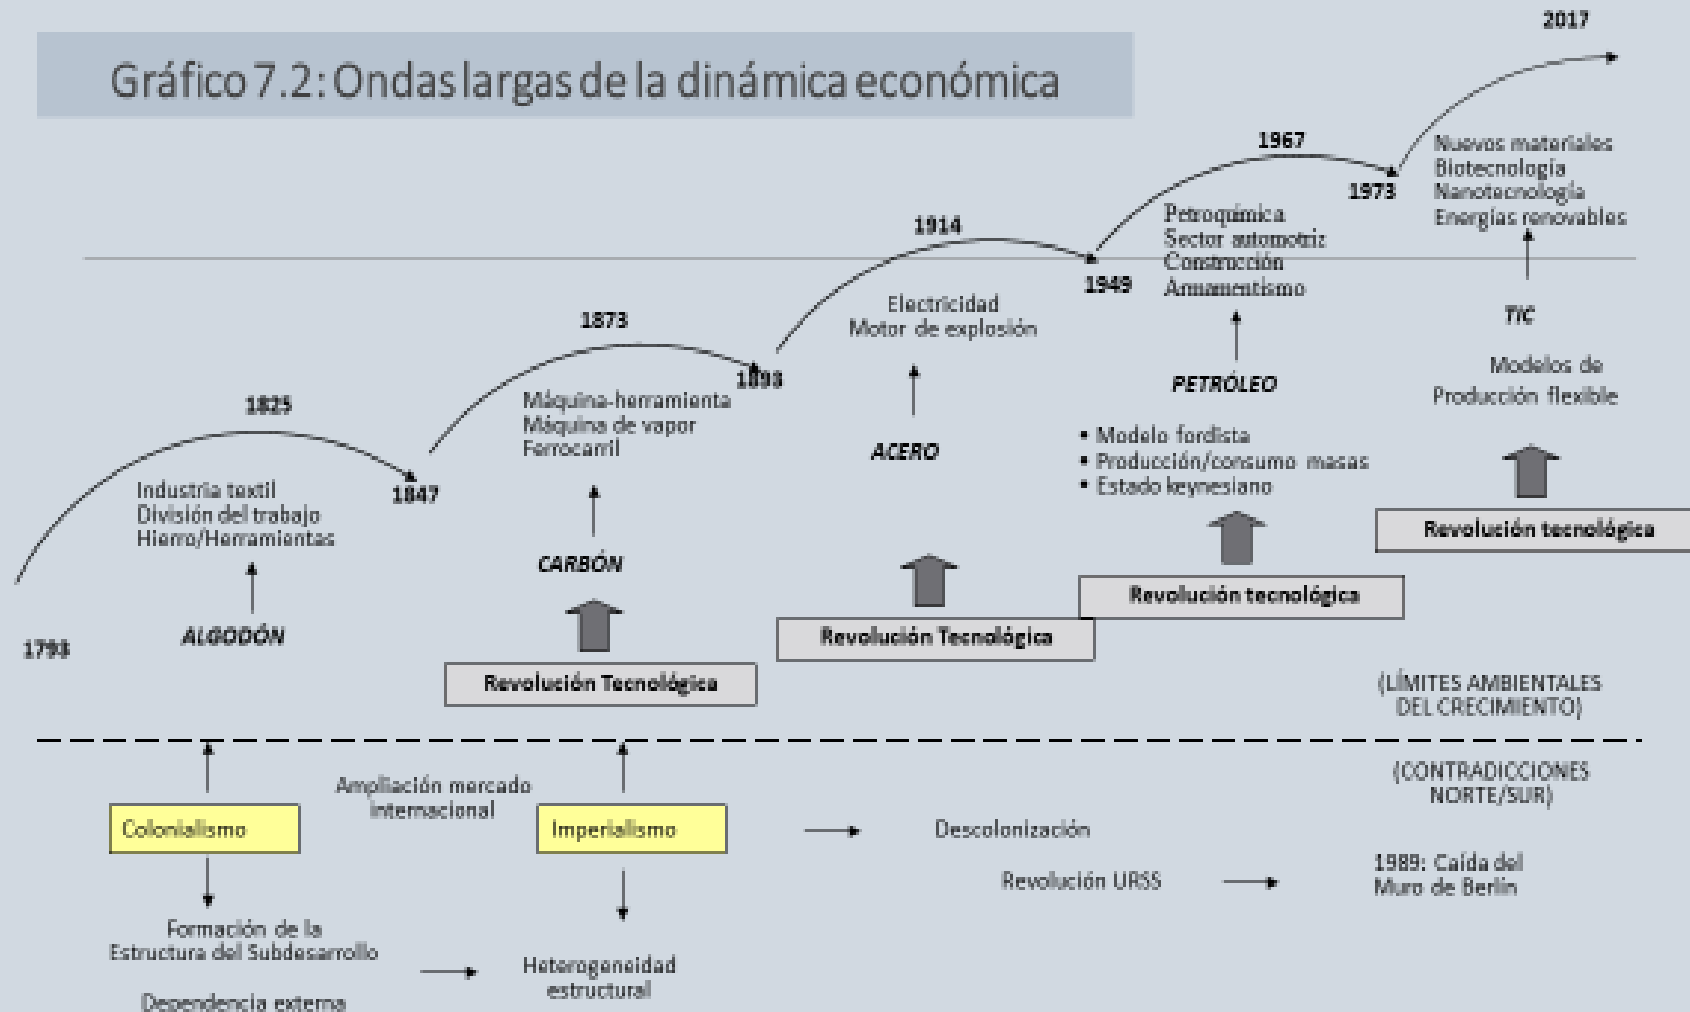 2017
Gráfico 7.2: Ondas largas de la dinámica económica
1967
Nuevos materiales
Biotecnología
Nanotecnología
Energías renovables
1973
1914
Petroquímica
Sector automotriz
Construcción
Armamentismo
1949
Electricidad
Motor de explosión
1873
TIC
1893
Modelos de
Producción flexible
PETRÓLEO
1825
Máquina-herramienta
Máquina de vapor
Ferrocarril
• Modelo fordista
• Producción/consumo masas
• Estado keynesiano
ACERO
1847
Industria textil
División del trabajo
Hierro/Herramientas
Revolución tecnológica
CARBÓN
Revolución tecnológica
ALGODÓN
Revolución Tecnológica
1793
Revolución Tecnológica
(LÍMITES AMBIENTALES
DEL CRECIMIENTO)
(CONTRADICCIONES
NORTE/SUR)
Ampliación mercado
internacional
Colonialismo
Imperialismo
Descolonización
Revolución URSS
1989: Caída del
Muro de Berlín
Formación de la
Estructura del Subdesarrollo
Heterogeneidad
estructural
Dependencia externa